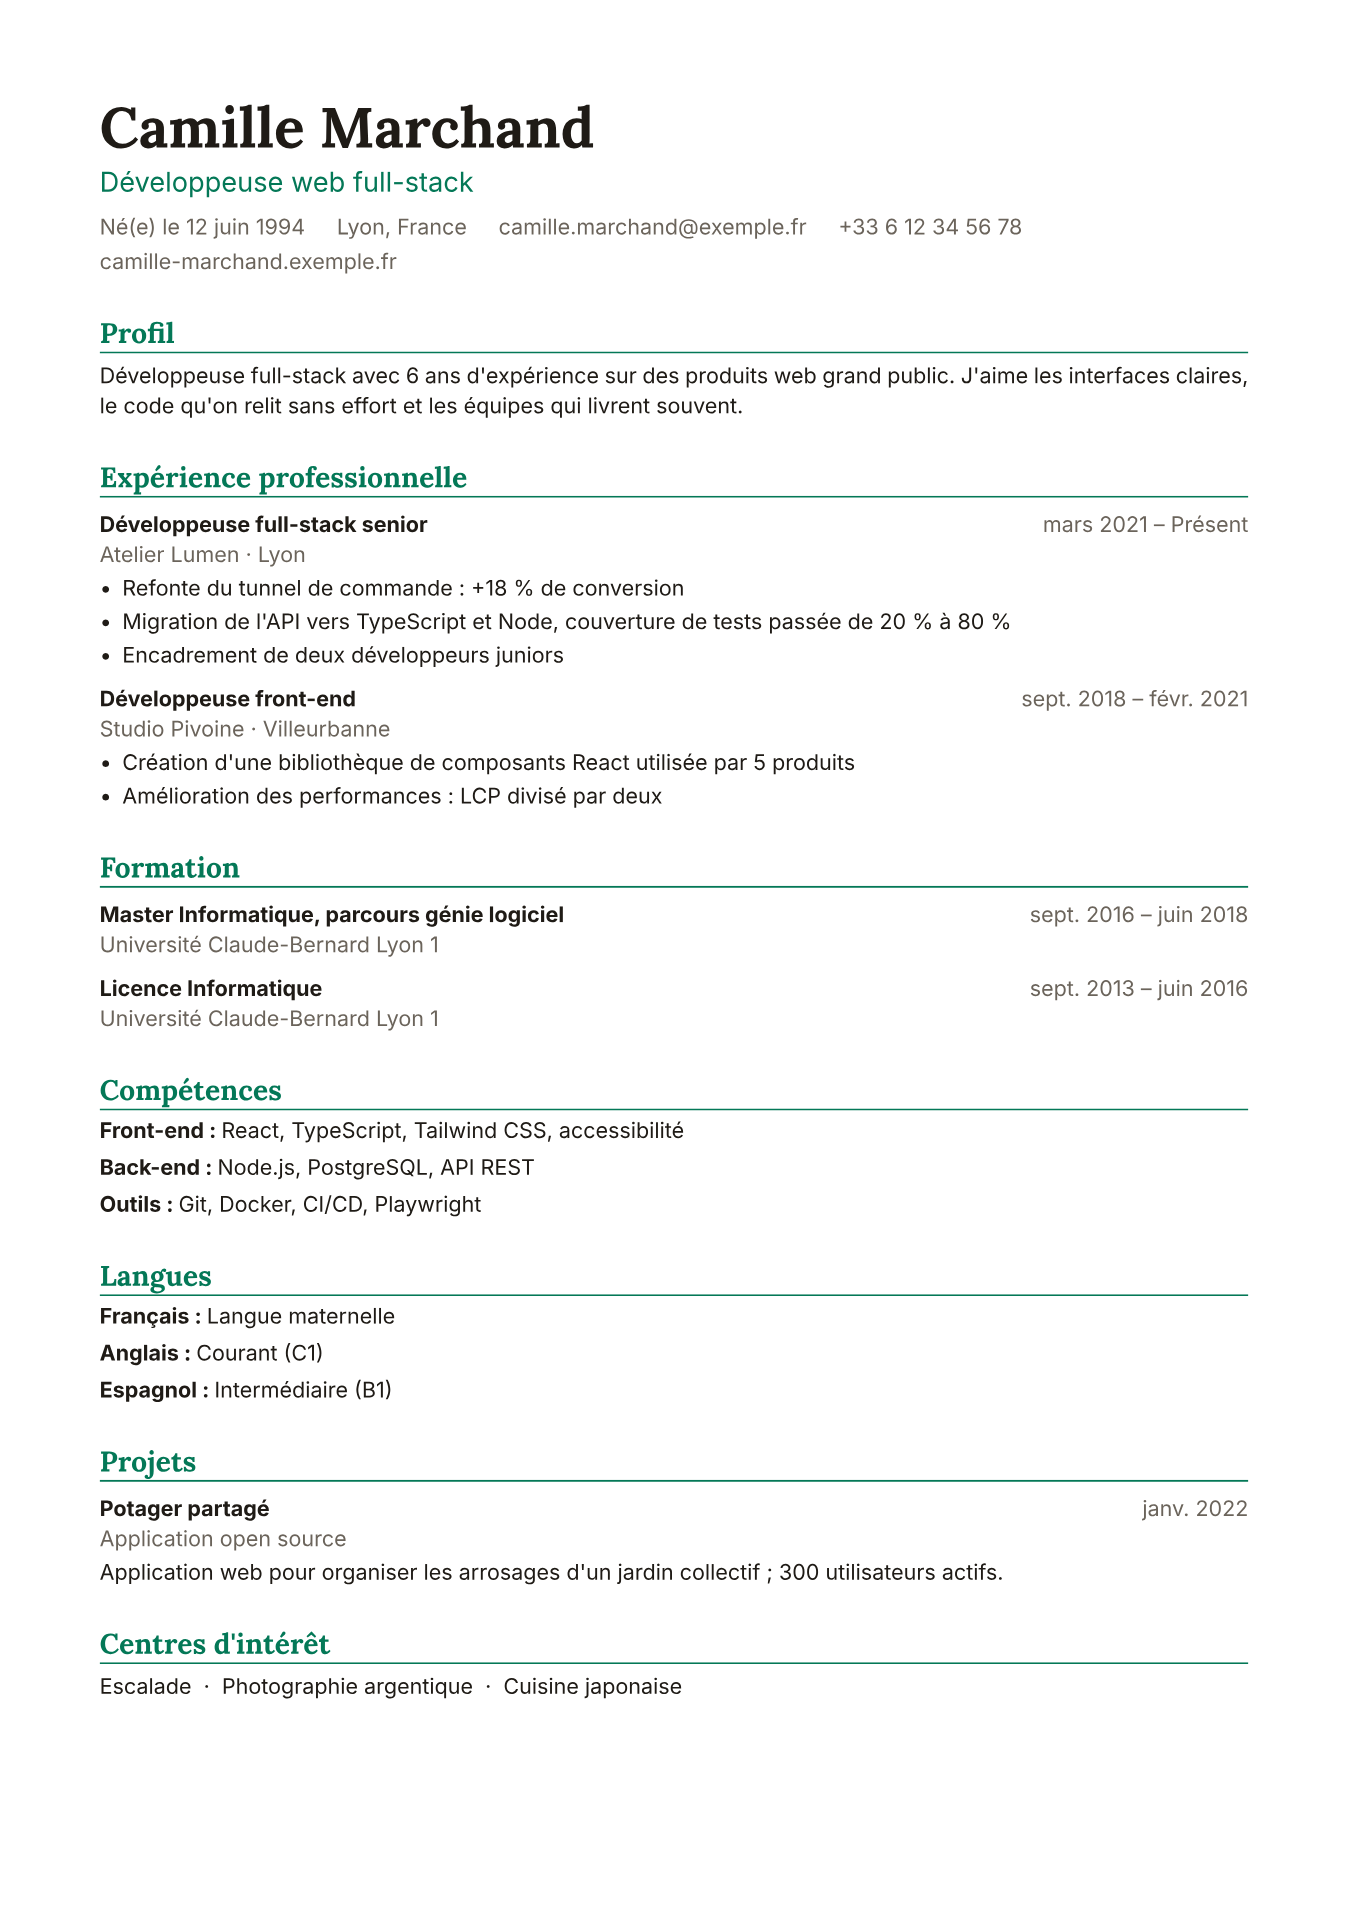 Camille Marchand
Développeuse web full-stack
Né(e) le 12 juin 1994 Lyon, France camille.marchand@exemple.fr +33 6 12 34 56 78
camille-marchand.exemple.fr
Profil
Développeuse full-stack avec 6 ans d'expérience sur des produits web grand public. J'aime les interfaces claires,
le code qu'on relit sans effort et les équipes qui livrent souvent.
Expérience professionnelle
Développeuse full-stack senior mars 2021 – Présent
Atelier Lumen · Lyon
• Refonte du tunnel de commande : +18 % de conversion
• Migration de l'API vers TypeScript et Node, couverture de tests passée de 20 % à 80 %
• Encadrement de deux développeurs juniors
Développeuse front-end sept. 2018 – févr. 2021
Studio Pivoine · Villeurbanne
• Création d'une bibliothèque de composants React utilisée par 5 produits
• Amélioration des performances : LCP divisé par deux
Formation
Master Informatique, parcours génie logiciel sept. 2016 – juin 2018
Université Claude-Bernard Lyon 1
Licence Informatique sept. 2013 – juin 2016
Université Claude-Bernard Lyon 1
Compétences
Front-end : React, TypeScript, Tailwind CSS, accessibilité
Back-end : Node.js, PostgreSQL, API REST
Outils : Git, Docker, CI/CD, Playwright
Langues
Français : Langue maternelle
Anglais : Courant (C1)
Espagnol : Intermédiaire (B1)
Projets
Potager partagé janv. 2022
Application open source
Application web pour organiser les arrosages d'un jardin collectif ; 300 utilisateurs actifs.
Centres d'intérêt
Escalade · Photographie argentique · Cuisine japonaise